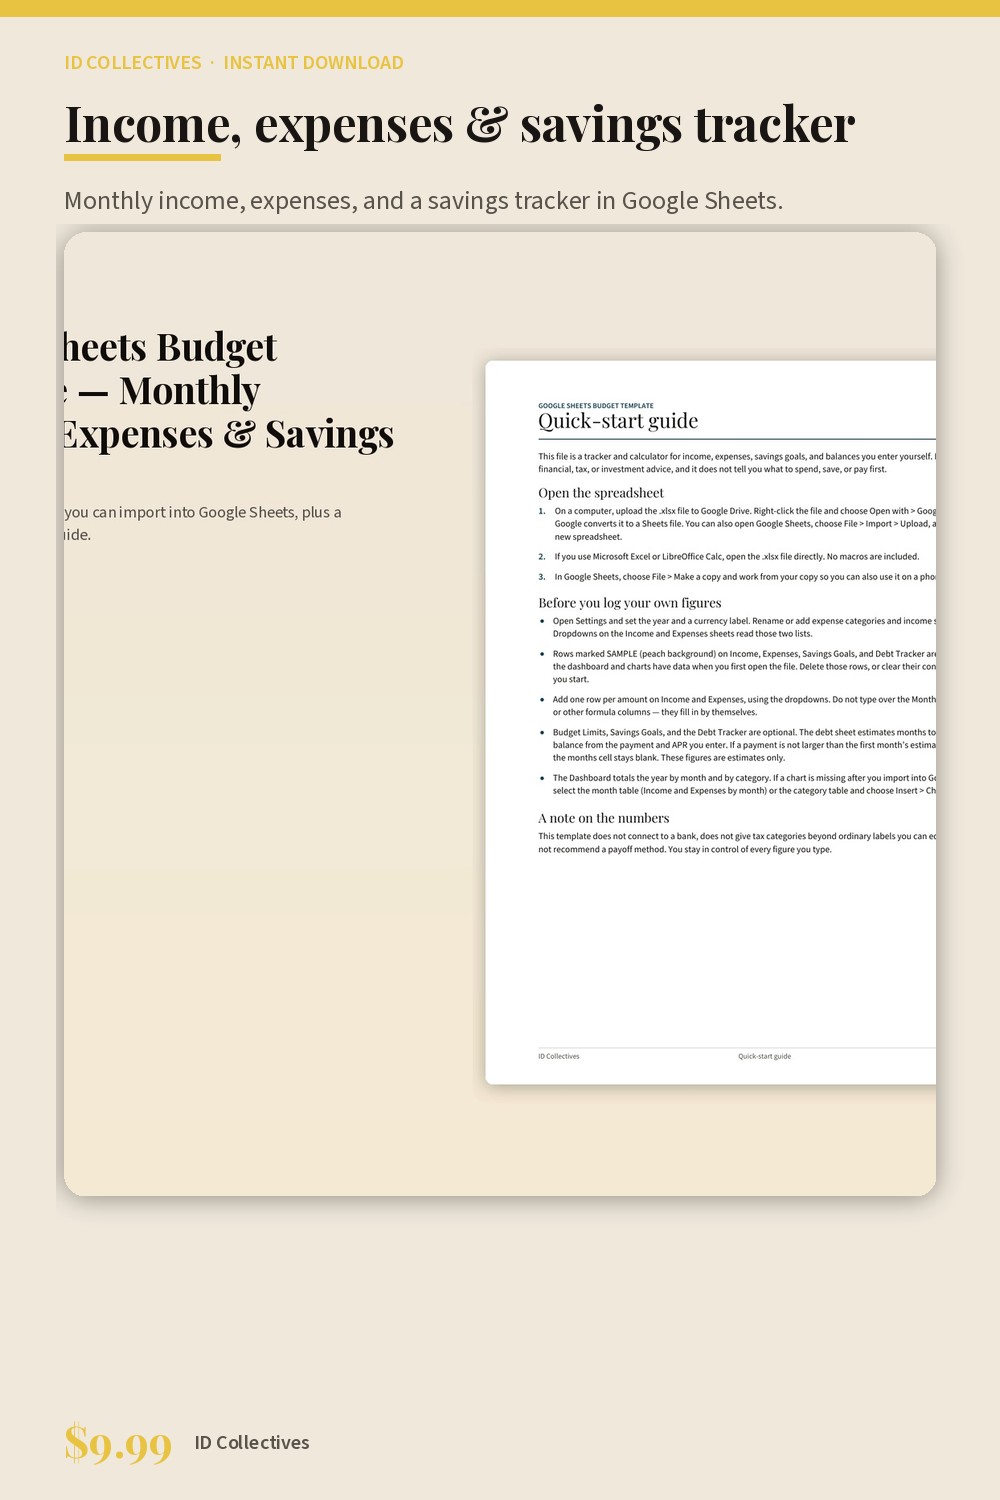 ID COLLECTIVES · INSTANT DOWNLOAD
Income, expenses & savings tracker
Monthly income, expenses, and a savings tracker in Google Sheets.
heets Budget
— Monthly
Expenses & Savings
you can import into Google Sheets, plus a
GOOGLE SHEETS BUDGET TEMPLATE
Quick-start guide
This file is a tracker and calculator for income, expenses, savings goals, and balances you enter yourself.
financial, tax, or investment advice, and it does not tell you what to spend, save, or pay first.
Open the spreadsheet
1. On a computer, upload the .xlsx file to Google Drive. Right-click the file and choose Open with > Goog
Google converts it to a Sheets file. You can also open Google Sheets, choose File > Import > Upload, a
new spreadsheet.
2. If you use Microsoft Excel or LibreOffice Calc, open the .xlsx file directly. No macros are included.
3. In Google Sheets, choose File > Make a copy and work from your copy so you can also use it on a pho
Before you log your own figures
• Open Settings and set the year and a currency label. Rename or add expense categories and income s
Dropdowns on the Income and Expenses sheets read those two lists.
• Rows marked SAMPLE (peach background) on Income, Expenses, Savings Goals, and Debt Tracker are
the dashboard and charts have data when you first open the file. Delete those rows, or clear their con
you start.
• Add one row per amount on Income and Expenses, using the dropdowns. Do not type over the Month
or other formula columns — they fill in by themselves.
• Budget Limits, Savings Goals, and the Debt Tracker are optional. The debt sheet estimates months to
balance from the payment and APR you enter. If a payment is not larger than the first month's estima
the months cell stays blank. These figures are estimates only.
• The Dashboard totals the year by month and by category. If a chart is missing after you import into Go
select the month table (Income and Expenses by month) or the category table and choose Insert > Ch
A note on the numbers
This template does not connect to a bank, does not give tax categories beyond ordinary labels you can ed
not recommend a payoff method. You stay in control of every figure you type.
ID Collectives
Quick-start guide
$9.99 ID Collectives